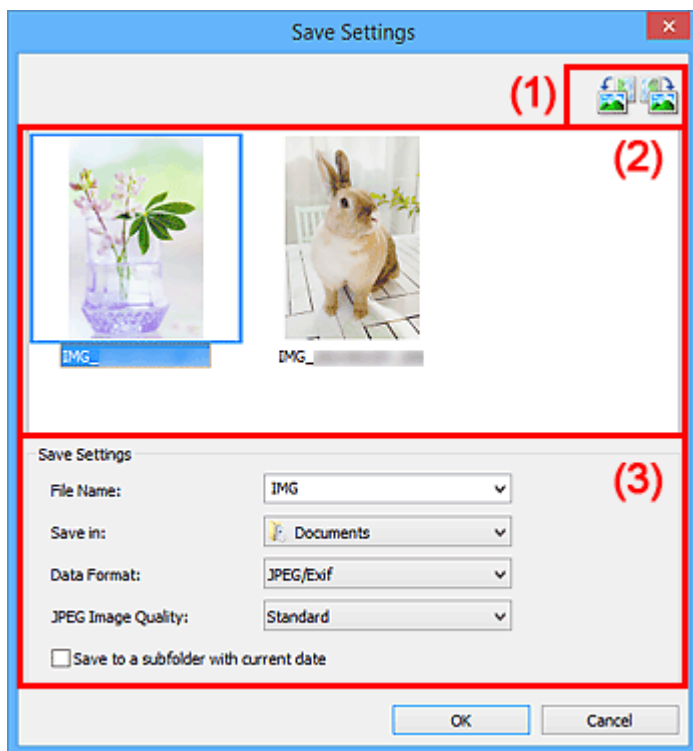 Save Settings
(1)
(2)
IMG_
IMG_
Save Settings
(3)
File Name: IMG
Save in: Documents
Data Format: JPEG/Exif
JPEG Image Quality: Standard
Save to a subfolder with current date
OK Cancel